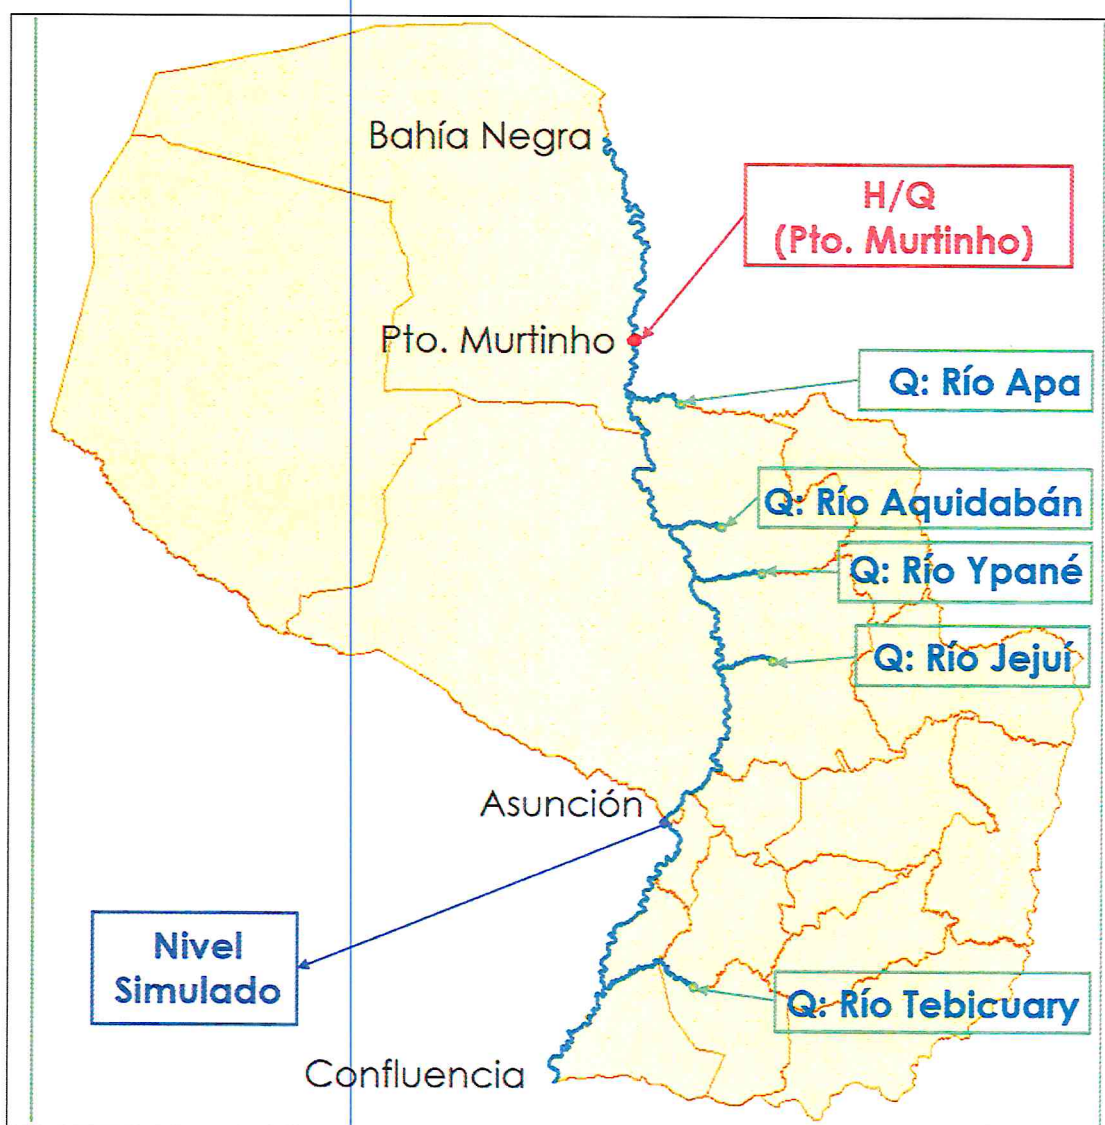 Bahía Negra
H/Q
(Pto. Murtinho)
Pto. Murtinho
Q: Río Apa
Q: Río Aquidabán
Q: Río Ypané
Q: Río Jejuí
Asunción
Nivel
Simulado
Q: Río Tebicuary
Confluencia